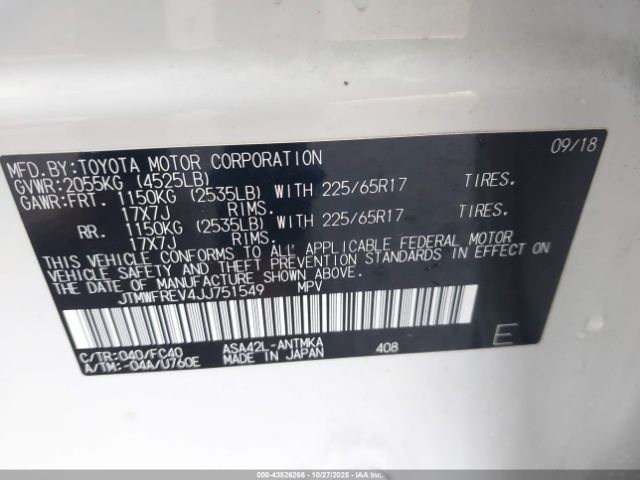 MFD.BY:TOYOTA MOTOR CORPORATION 09/18
GVWR:2055KG (4525LB)
GAWR:FRT. 1150KG (2535LB) WITH 225/65R17 TIRES.
17X7J RIMS.
RR. 1150KG (2535LB) WITH 225/65R17 TIRES.
17X7J RIMS.
THIS VEHICLE CONFORMS TO ALL APPLICABLE FEDERAL MOTOR
VEHICLE SAFETY AND THEFT PREVENTION STANDARDS IN EFFECT ON
THE DATE OF MANUFACTURE SHOWN ABOVE.
JTMWFREV4JJ751549 MPV
C/TR:040/FC40 ASA42L-ANTMKA 408
A/TM:-04A/U760E MADE IN JAPAN E
000-43526266 - 10/27/2025 - IAA Inc.